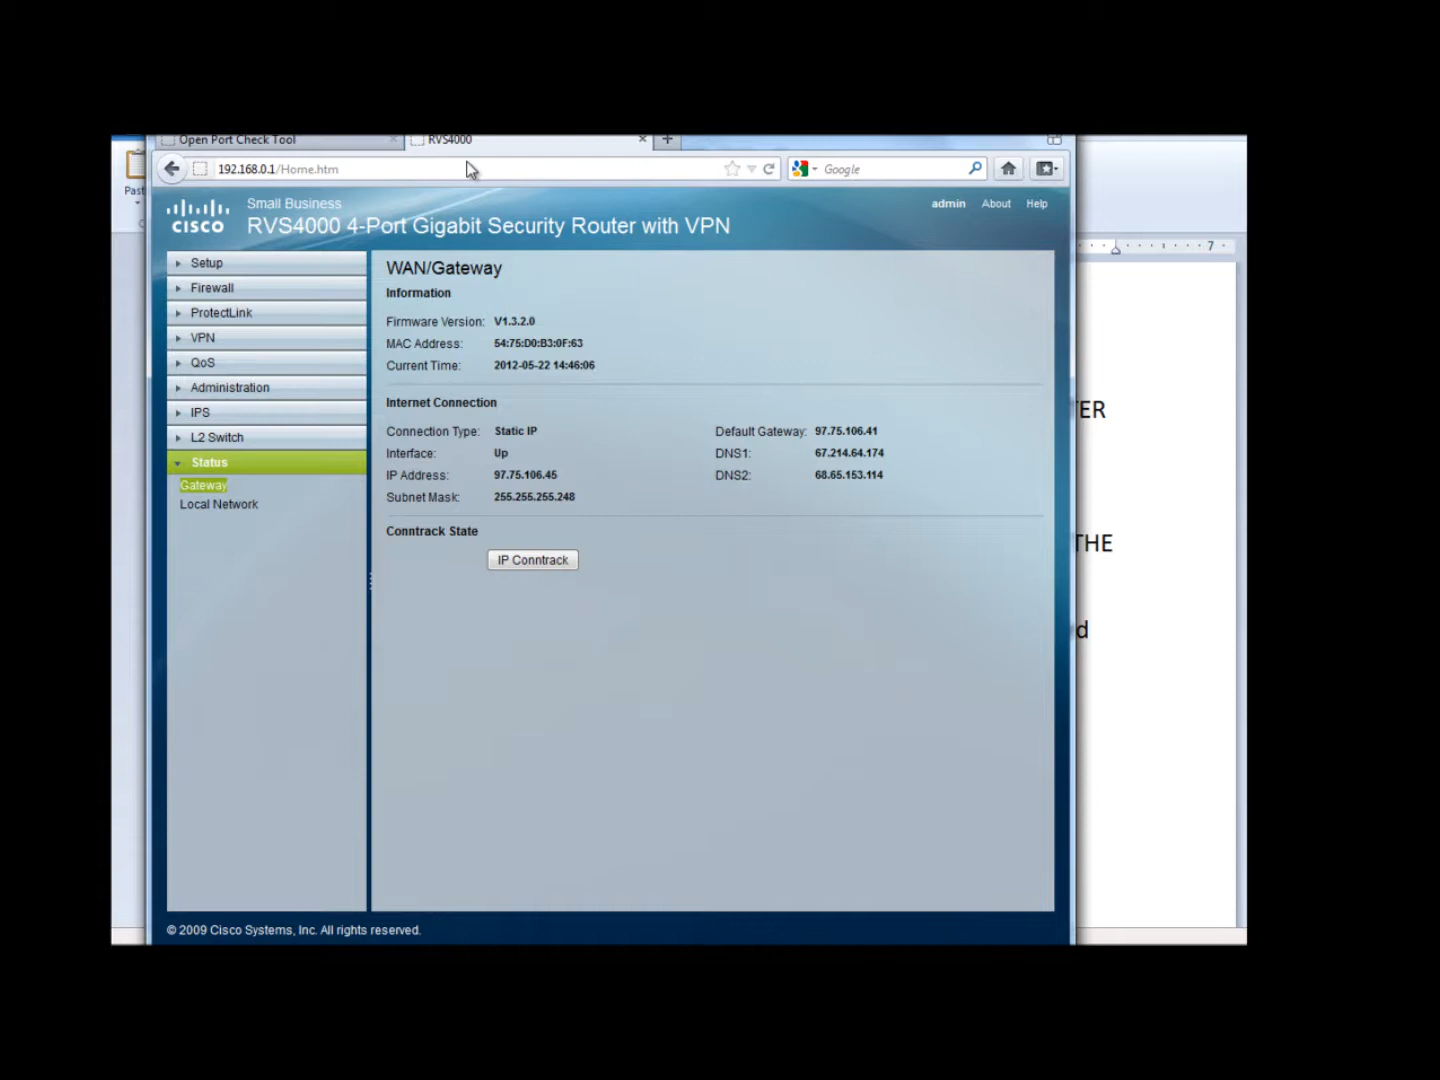 Open Port Check Tool
RVS4000
192.168.0.1/Home.htm
Google
Small Business
admin
About
Help
CISCO
RVS4000 4-Port Gigabit Security Router with VPN
Setup
Firewall
ProtectLink
VPN
QoS
Administration
IPS
L2 Switch
Status
Gateway
Local Network
WAN/Gateway
Information
Firmware Version: V1.3.2.0
MAC Address: 54:75:D0:B3:0F:63
Current Time: 2012-05-22 14:46:06
Internet Connection
Connection Type: Static IP
Default Gateway: 97.75.106.41
Interface: Up
DNS1: 67.214.64.174
IP Address: 97.75.106.45
DNS2: 68.65.153.114
Subnet Mask: 255.255.255.248
Conntrack State
IP Conntrack
© 2009 Cisco Systems, Inc. All rights reserved.
Past
7
TER
THE
d